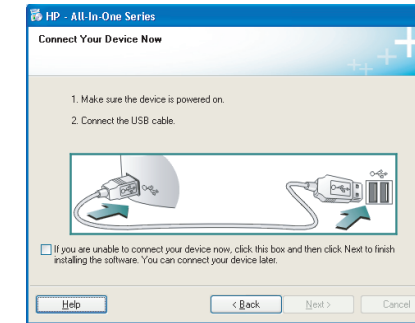 HP - All-In-One Series
Connect Your Device Now
1. Make sure the device is powered on.
2. Connect the USB cable.
If you are unable to connect your device now, click this box and then click Next to finish
installing the software. You can connect your device later.
Help
< Back
Next >
Cancel